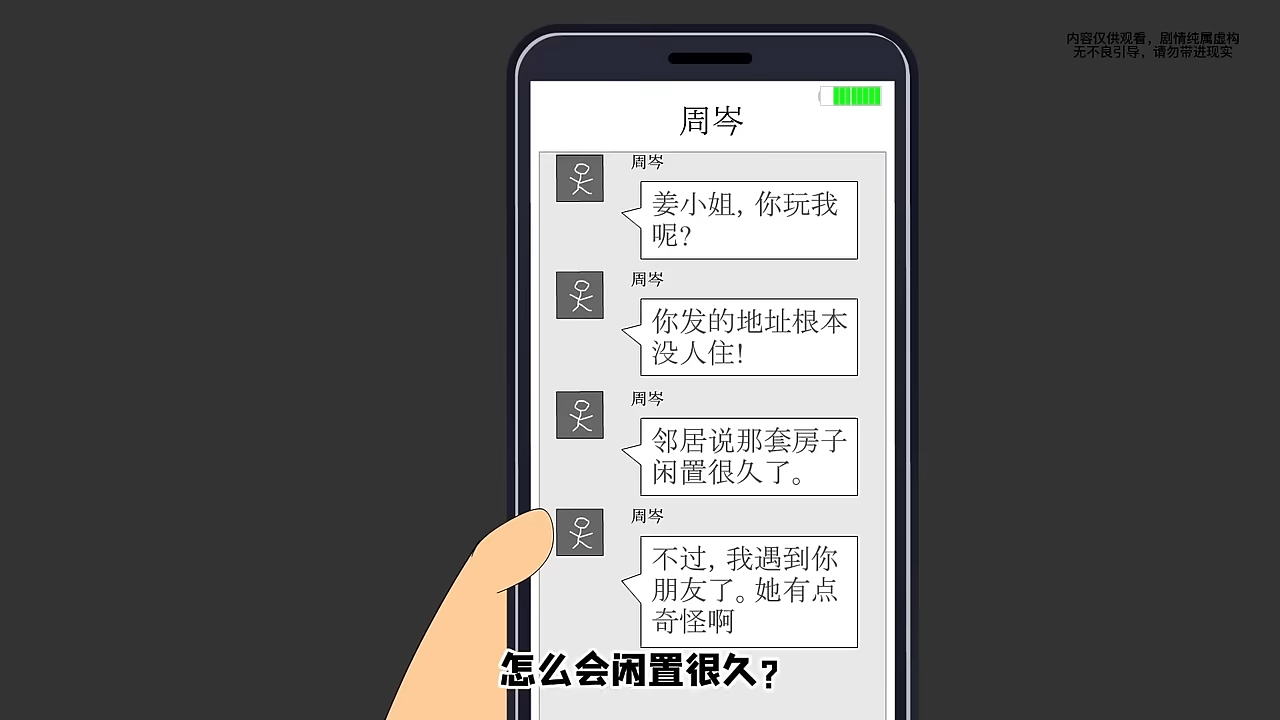 内容仅供观看，剧情纯属虚构
无不良引导，请勿带进现实
周岑
周岑
姜小姐，你玩我
呢？
周岑
你发的地址根本
没人住！
周岑
邻居说那套房子
闲置很久了。
周岑
不过，我遇到你
朋友了。她有点
奇怪啊
怎么会闲置很久？